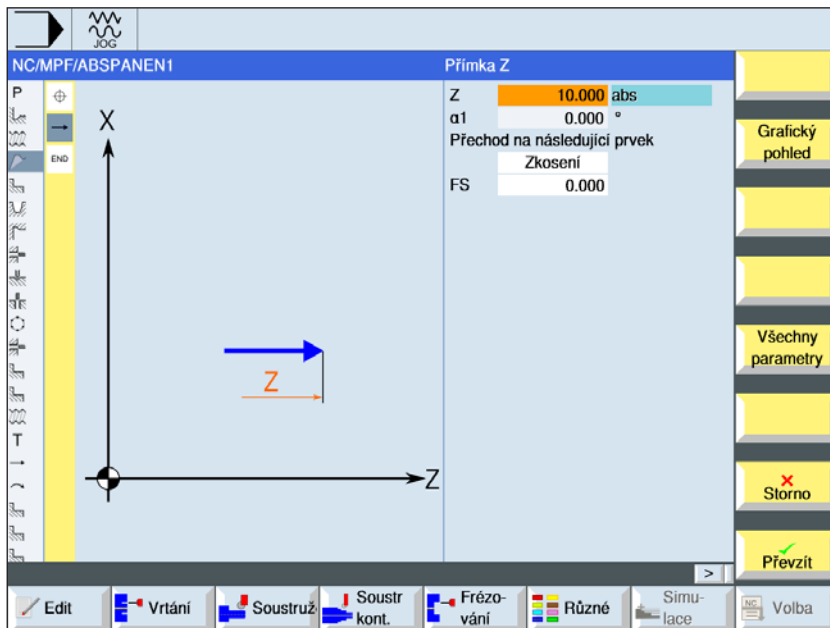 JOG
NC/MPF/ABSPANEN1
Přímka Z
P
END
T
X
Z
Z
Z 10.000 abs
α1 0.000 °
Přechod na následující prvek
Zkosení
FS 0.000
Grafický
pohled
Všechny
parametry
Storno
Převzít
>
Edit
Vrtání
Soustruž
Soustr
kont.
Frézo-
vání
Různé
Simu-
lace
NC
Volba